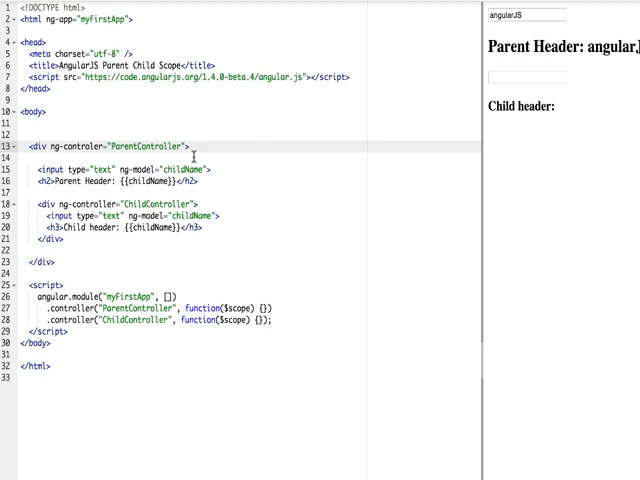 1 <!DOCTYPE html>
2 <html ng-app="myFirstApp">
3
4 <head>
5 <meta charset="utf-8" />
6 <title>AngularJS Parent Child Scope</title>
7 <script src="https://code.angularjs.org/1.4.0-beta.4/angular.js"></script>
8 </head>
9
10 <body>
11
12
13 <div ng-controler="ParentController">
14
15 <input type="text" ng-model="childName">
16 <h2>Parent Header: {{childName}}</h2>
17
18 <div ng-controller="ChildController">
19 <input type="text" ng-model="childName">
20 <h3>Child header: {{childName}}</h3>
21 </div>
22
23 </div>
24
25 <script>
26 angular.module("myFirstApp", [])
27 .controller("ParentController", function($scope) {})
28 .controller("ChildController", function($scope) {});
29 </script>
30 </body>
31
32 </html>
33
angularJS
Parent Header: angularJ
Child header: